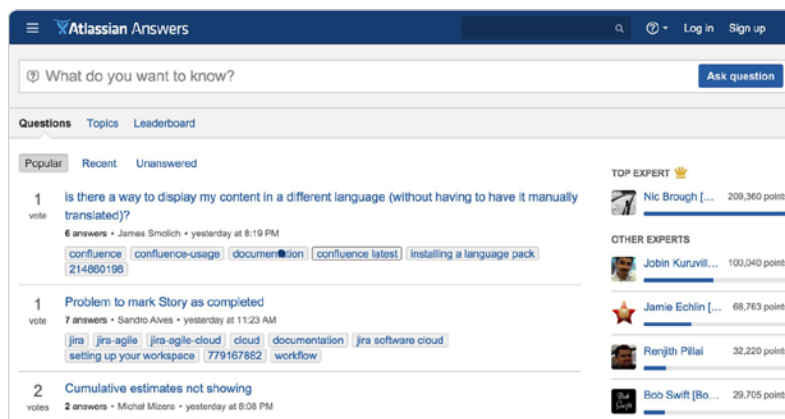 Atlassian Answers
Log in Sign up
What do you want to know?
Ask question
Questions Topics Leaderboard
Popular Recent Unanswered
1
vote
is there a way to display my content in a different language (without having to have it manually
translated)?
6 answers • James Smolich • yesterday at 8:19 PM
confluence confluence-usage documentation confluence latest installing a language pack
214860198
1
vote
Problem to mark Story as completed
7 answers • Sandro Alves • yesterday at 11:23 AM
jira jira-agile jira-agile-cloud cloud documentation jira software cloud
setting up your workspace 779167882 workflow
2
votes
Cumulative estimates not showing
2 answers • Michal Mizera • yesterday at 8:08 PM
TOP EXPERT
Nic Brough [... 209,360 points
OTHER EXPERTS
Jobin Kuruvill... 100,040 points
Jamie Echlin [... 68,763 points
Renjith Pillai 32,220 points
Bob Swift [Bo... 29,705 points
Bob Swift